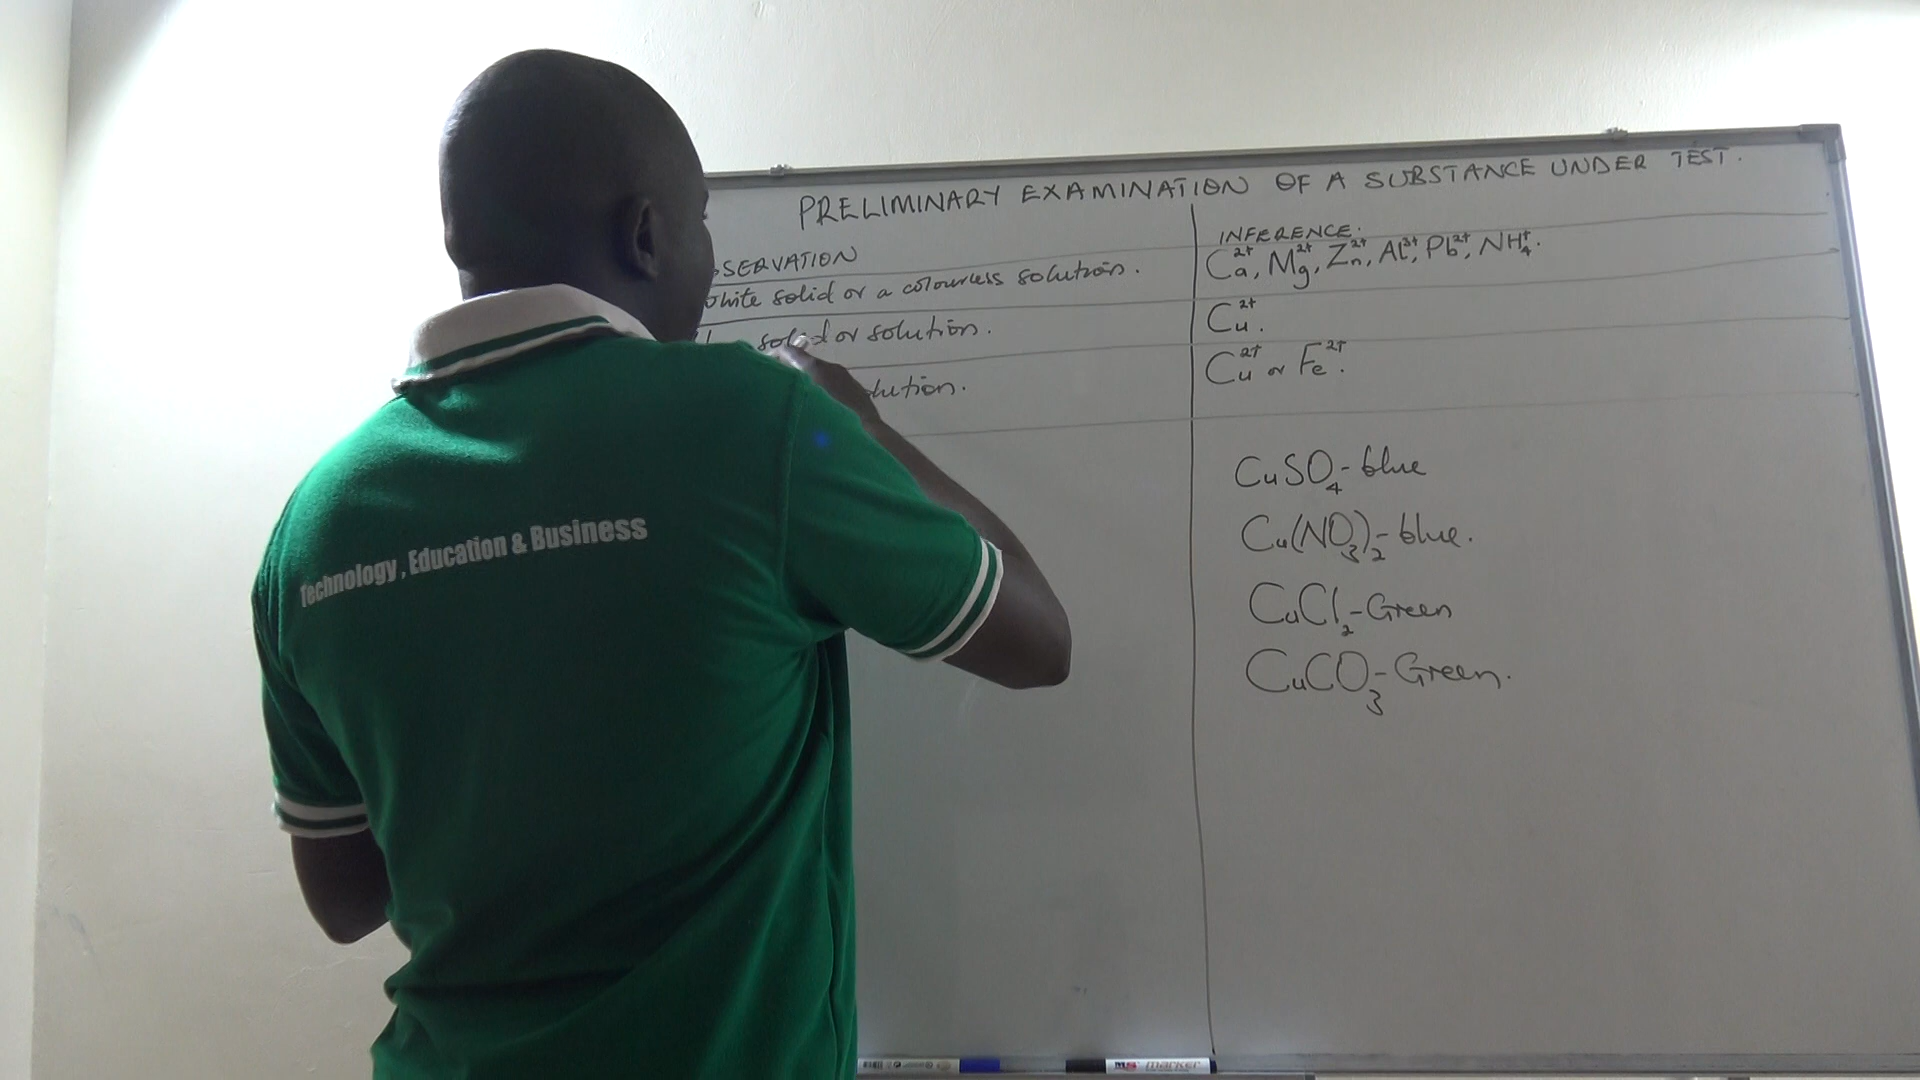 PRELIMINARY EXAMINATION OF A SUBSTANCE UNDER TEST.
SERVATION
INFERENCE.
white solid or a colourless solution.
Ca²⁺, Mg²⁺, Zn²⁺, Al³⁺, Pb²⁺, NH₄⁺.
solid or solution.
Cu²⁺.
lution.
Cu²⁺ or Fe²⁺.
CuSO₄ - blue
Cu(NO₃)₂ - blue.
CuCl₂ - Green
CuCO₃ - Green.
Technology, Education & Business
marker